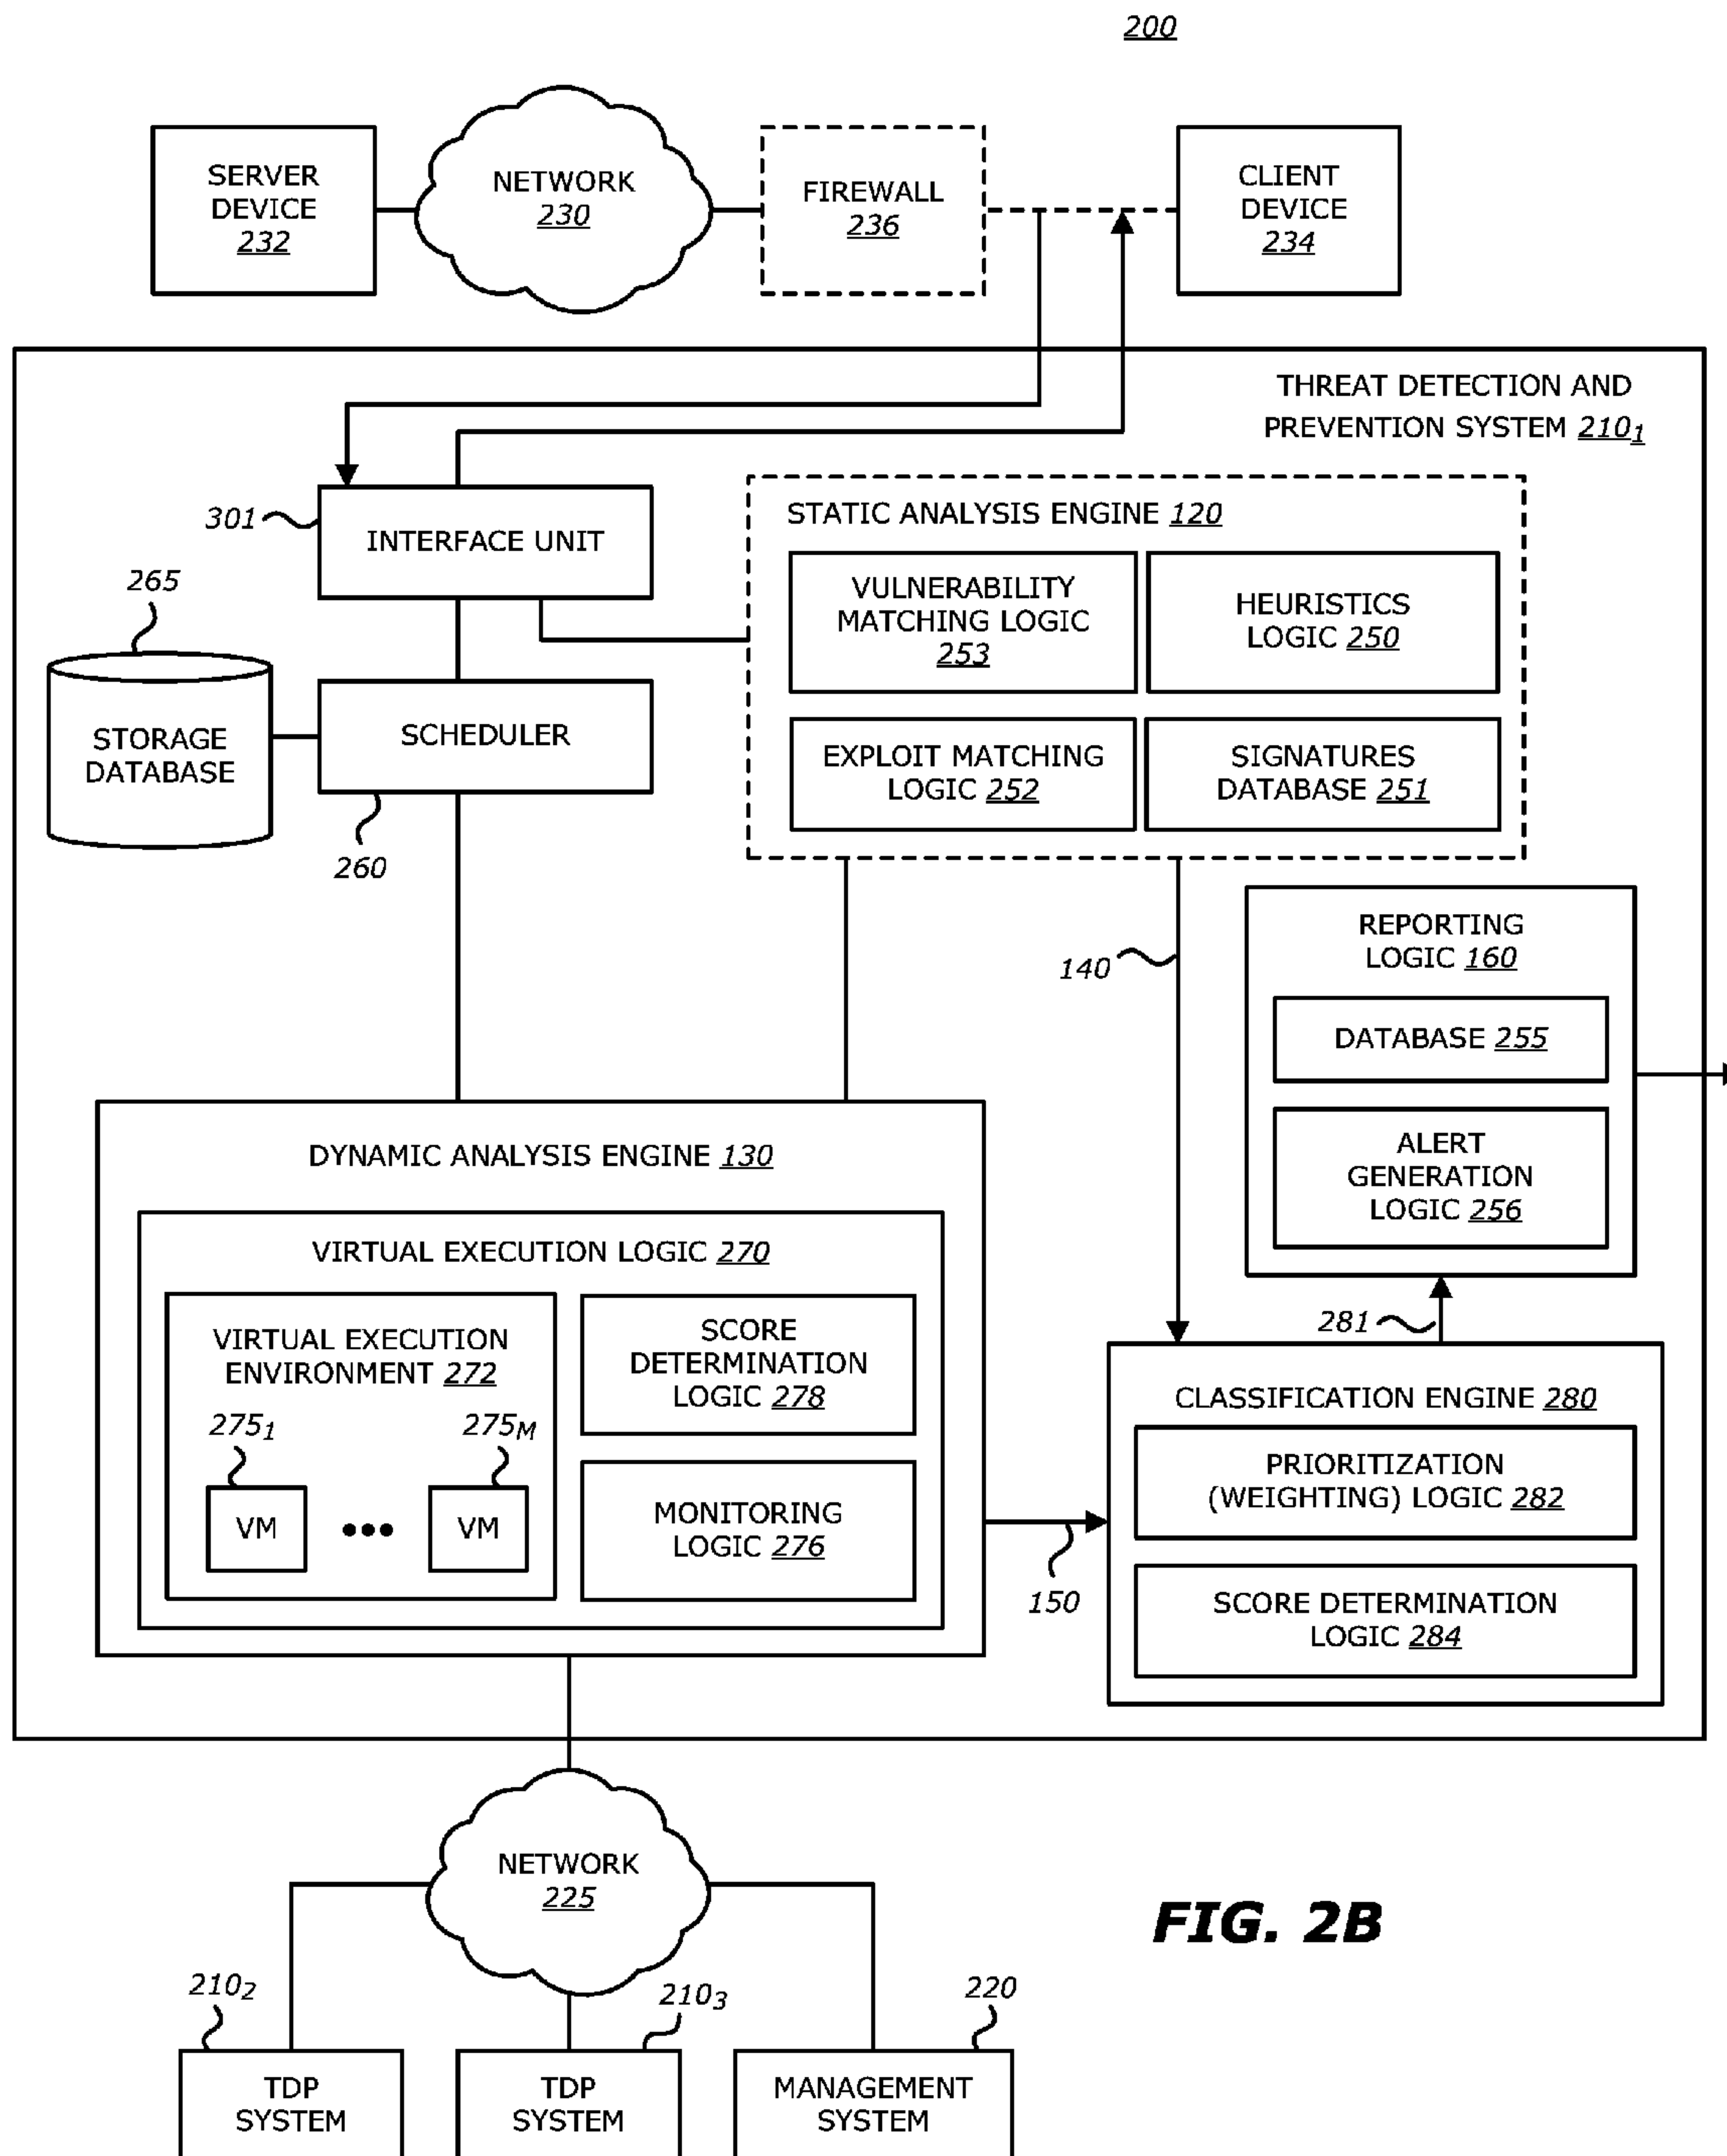 200
SERVER
DEVICE
232
NETWORK
230
FIREWALL
236
CLIENT
DEVICE
234
THREAT DETECTION AND
PREVENTION SYSTEM 210₁
301
INTERFACE UNIT
STATIC ANALYSIS ENGINE 120
VULNERABILITY
MATCHING LOGIC
253
HEURISTICS
LOGIC 250
EXPLOIT MATCHING
LOGIC 252
SIGNATURES
DATABASE 251
265
STORAGE
DATABASE
SCHEDULER
260
140
REPORTING
LOGIC 160
DATABASE 255
ALERT
GENERATION
LOGIC 256
DYNAMIC ANALYSIS ENGINE 130
VIRTUAL EXECUTION LOGIC 270
VIRTUAL EXECUTION
ENVIRONMENT 272
275₁
275M
VM
VM
SCORE
DETERMINATION
LOGIC 278
MONITORING
LOGIC 276
150
281
CLASSIFICATION ENGINE 280
PRIORITIZATION
(WEIGHTING) LOGIC 282
SCORE DETERMINATION
LOGIC 284
NETWORK
225
FIG. 2B
210₂
210₃
220
TDP
SYSTEM
TDP
SYSTEM
MANAGEMENT
SYSTEM